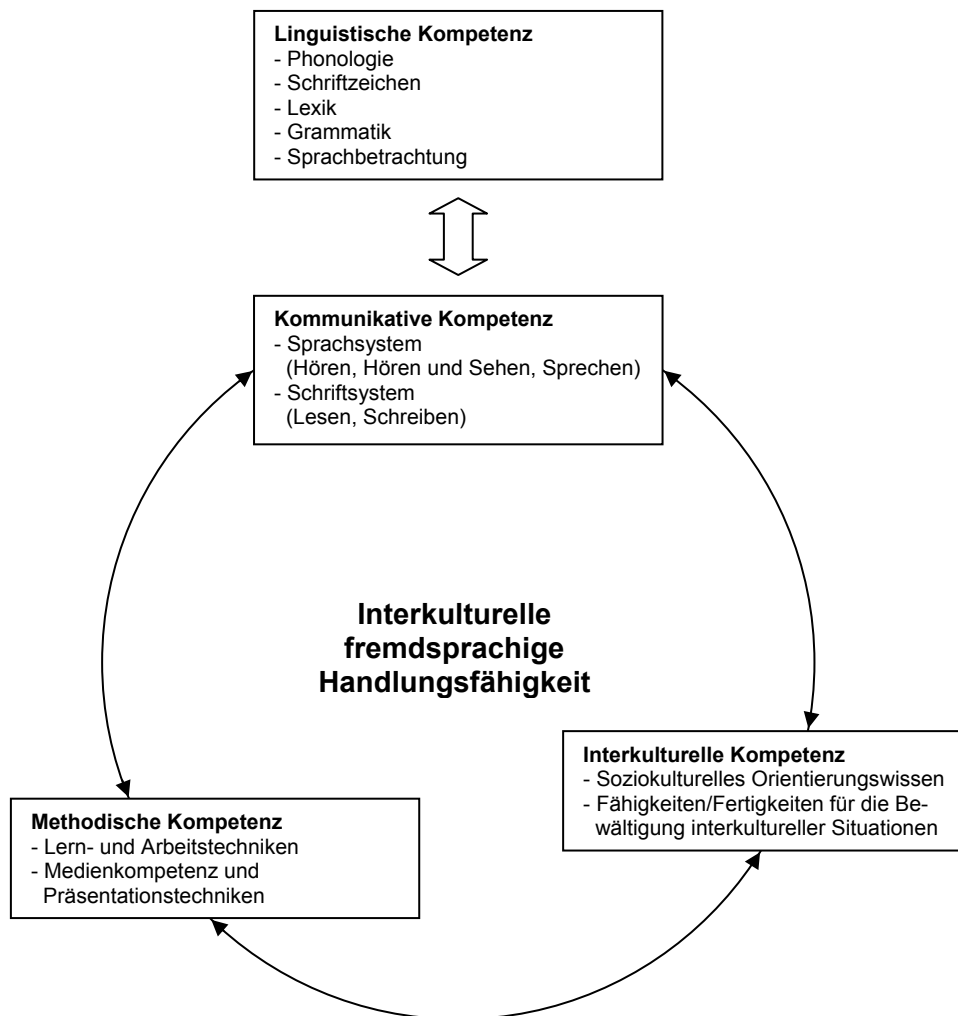 Linguistische Kompetenz
- Phonologie
- Schriftzeichen
- Lexik
- Grammatik
- Sprachbetrachtung
Kommunikative Kompetenz
- Sprachsystem
(Hören, Hören und Sehen, Sprechen)
- Schriftsystem
(Lesen, Schreiben)
Interkulturelle
fremdsprachige
Handlungsfähigkeit
Interkulturelle Kompetenz
- Soziokulturelles Orientierungswissen
- Fähigkeiten/Fertigkeiten für die Be-
wältigung interkultureller Situationen
Methodische Kompetenz
- Lern- und Arbeitstechniken
- Medienkompetenz und
Präsentationstechniken